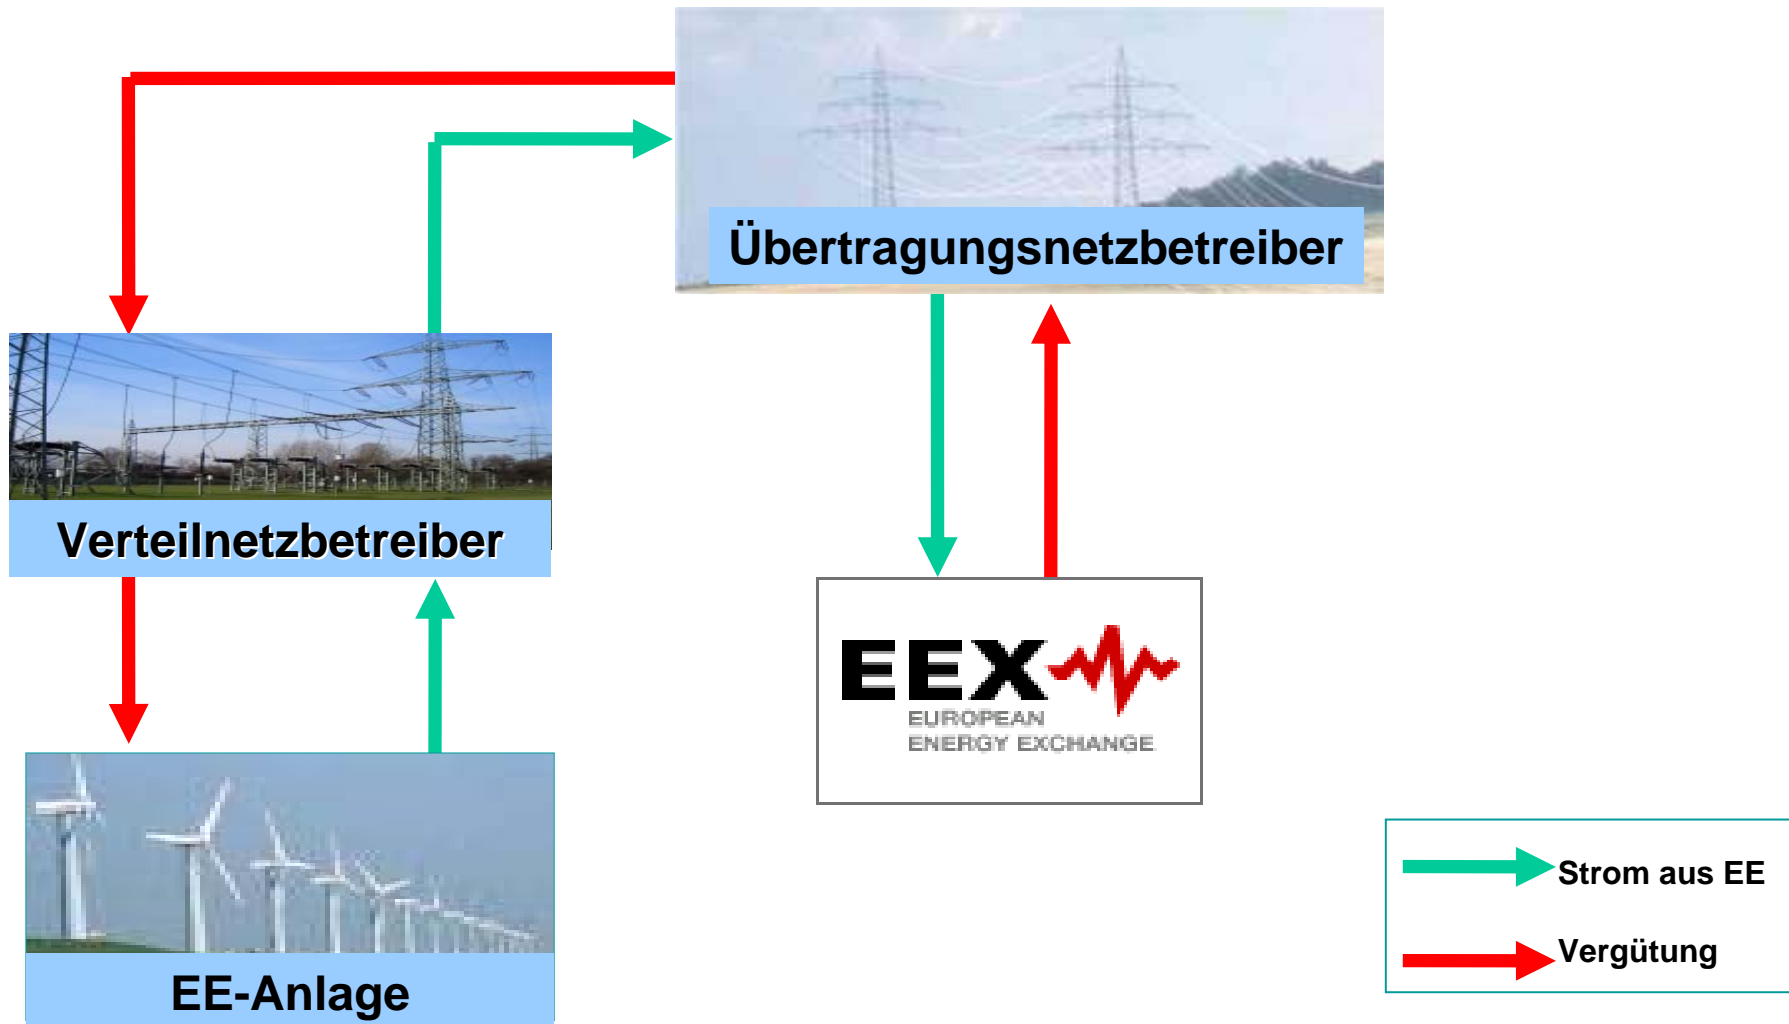 Übertragungsnetzbetreiber
Verteilnetzbetreiber
EEX
EUROPEAN
ENERGY EXCHANGE
EE-Anlage
Strom aus EE
Vergütung